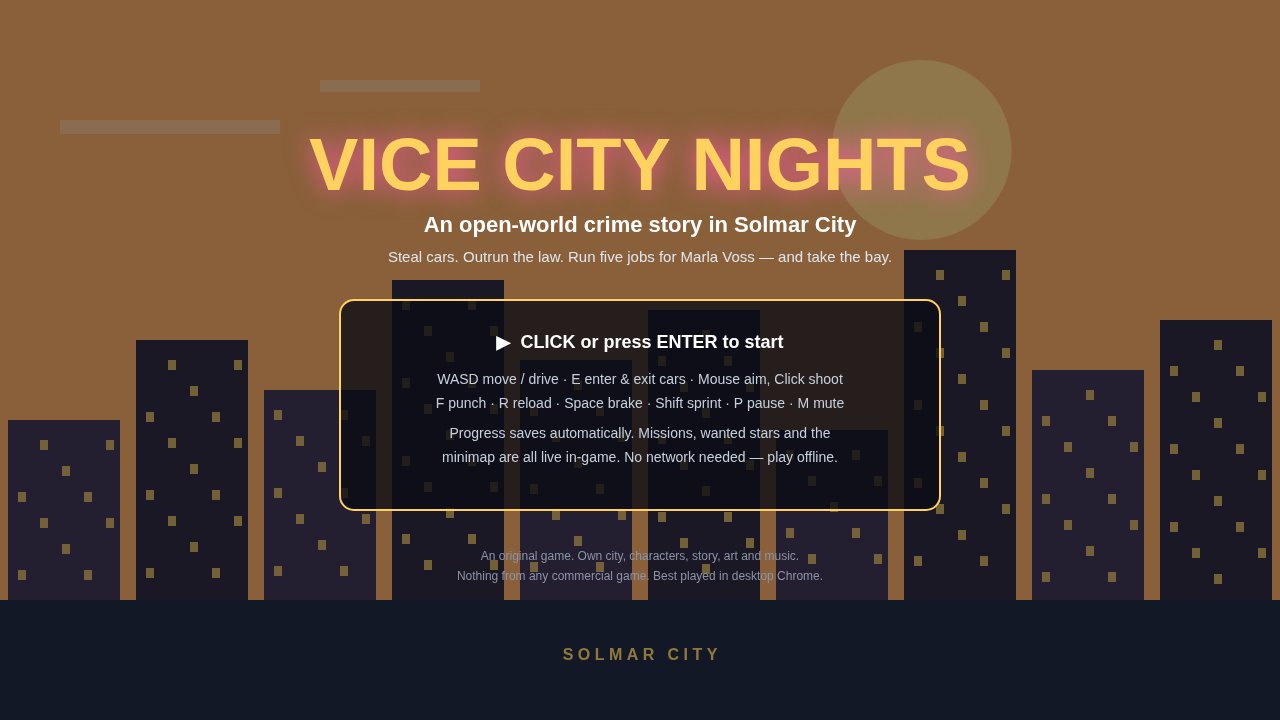 VICE CITY NIGHTS
An open-world crime story in Solmar City
Steal cars. Outrun the law. Run five jobs for Marla Voss — and take the bay.
▶ CLICK or press ENTER to start
WASD move / drive · E enter & exit cars · Mouse aim, Click shoot
F punch · R reload · Space brake · Shift sprint · P pause · M mute
Progress saves automatically. Missions, wanted stars and the
minimap are all live in-game. No network needed — play offline.
An original game. Own city, characters, story, art and music.
Nothing from any commercial game. Best played in desktop Chrome.
SOLMAR CITY